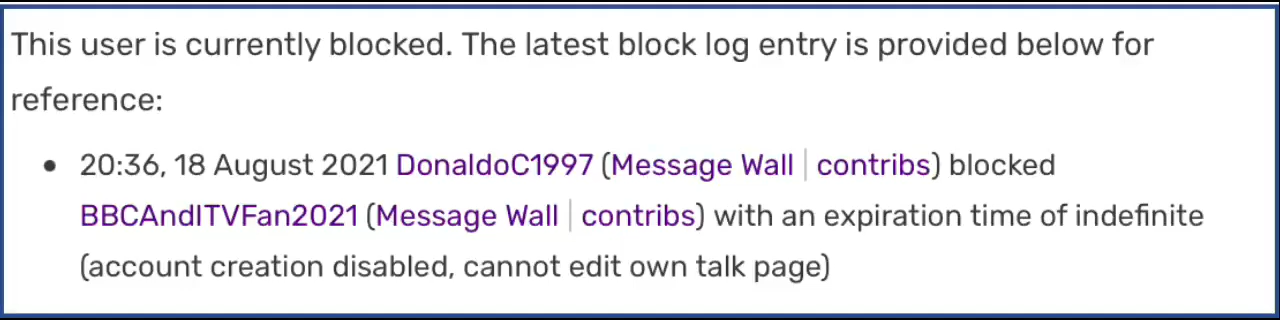 This user is currently blocked. The latest block log entry is provided below for
reference:
• 20:36, 18 August 2021 DonaldoC1997 (Message Wall | contribs) blocked
BBCAndITVFan2021 (Message Wall | contribs) with an expiration time of indefinite
(account creation disabled, cannot edit own talk page)